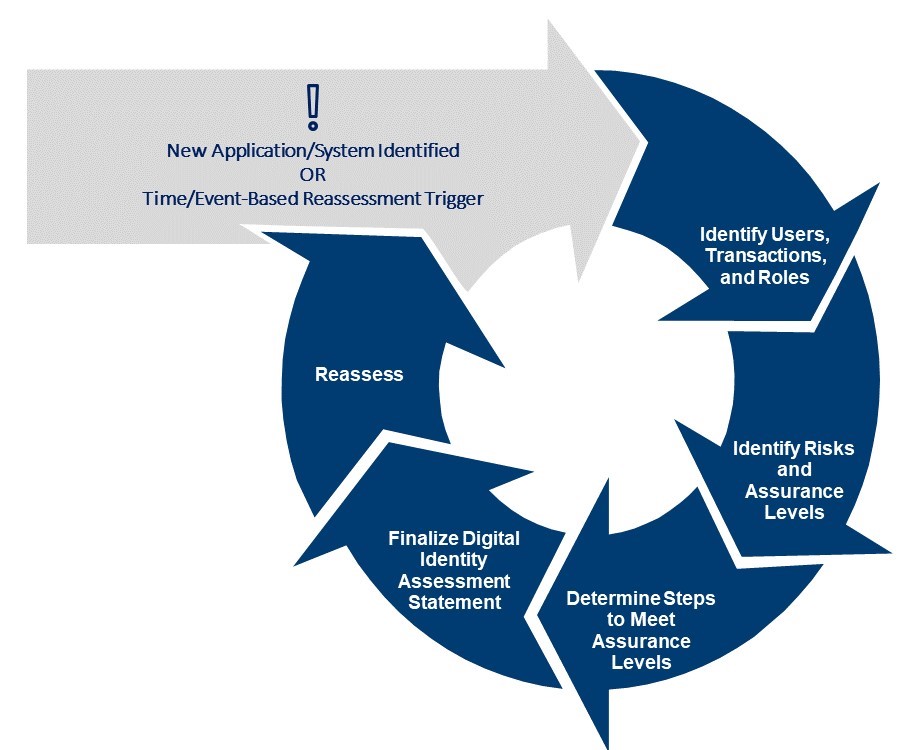 !
New Application/System Identified
OR
Time/Event-Based Reassessment Trigger
Identify Users,
Transactions,
and Roles
Identify Risks
and
Assurance
Levels
Determine Steps
to Meet
Assurance
Levels
Finalize Digital
Identity
Assessment
Statement
Reassess